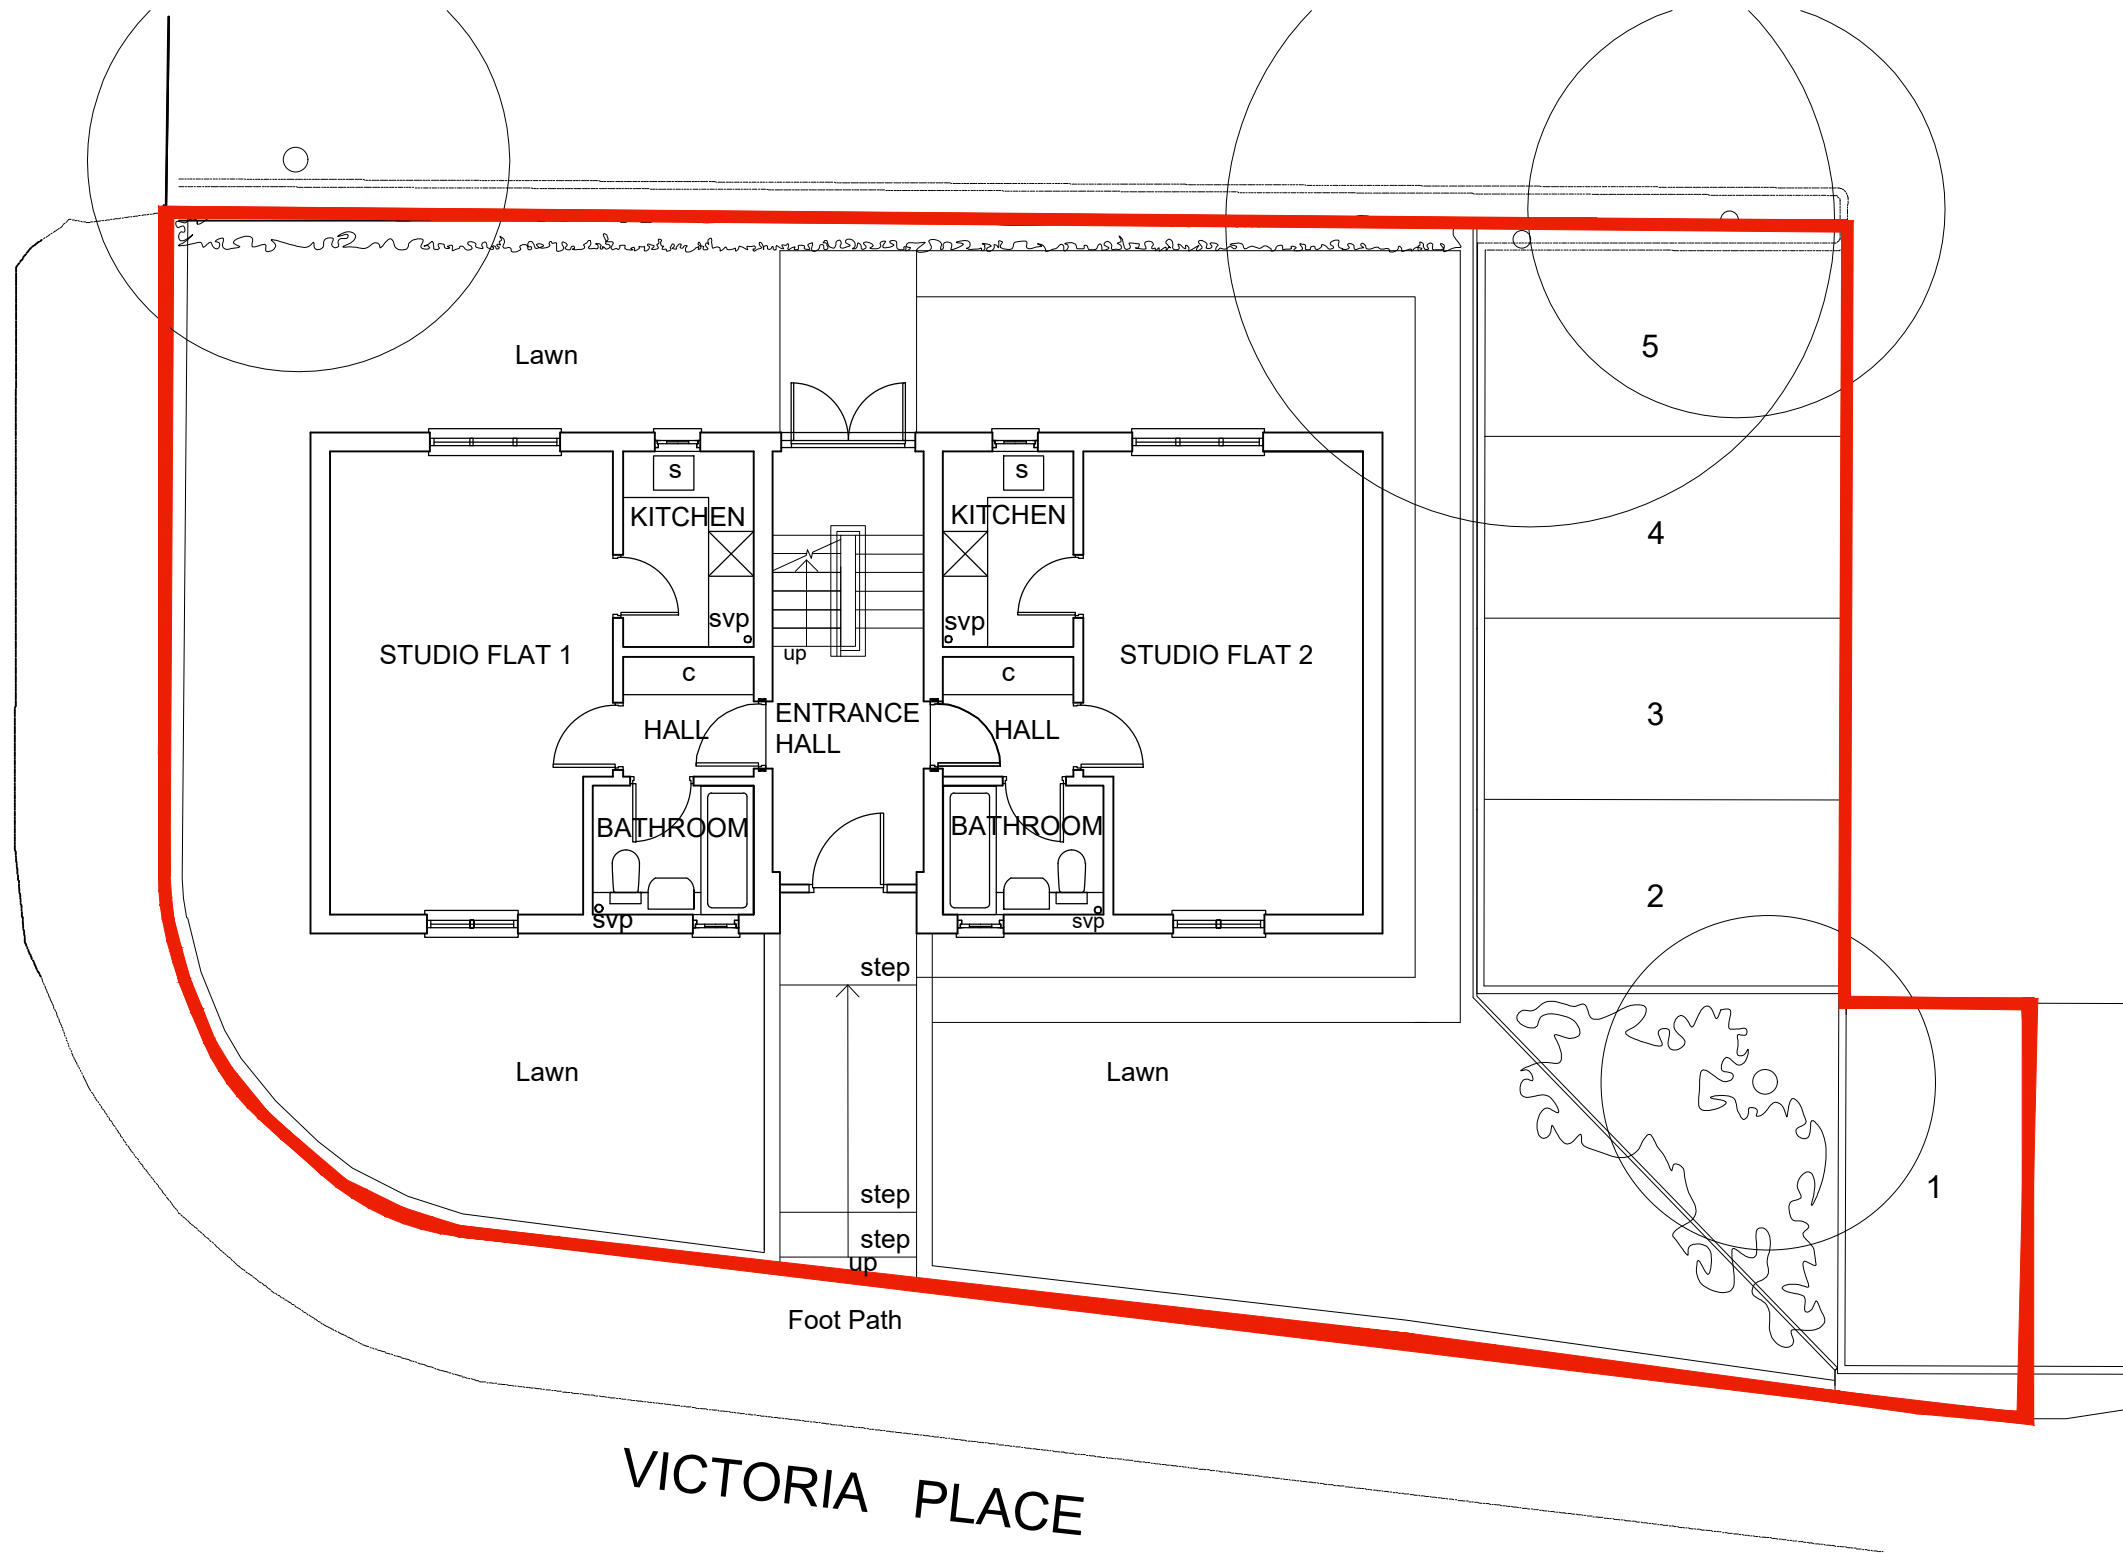 Lawn
5
s
s
KITCHEN
KITCHEN
4
svp
svp
up
STUDIO FLAT 1
STUDIO FLAT 2
c
c
3
ENTRANCE
HALL
HALL
HALL
BATHROOM
BATHROOM
2
svp
svp
step
Lawn
Lawn
1
step
step
up
Foot Path
VICTORIA PLACE